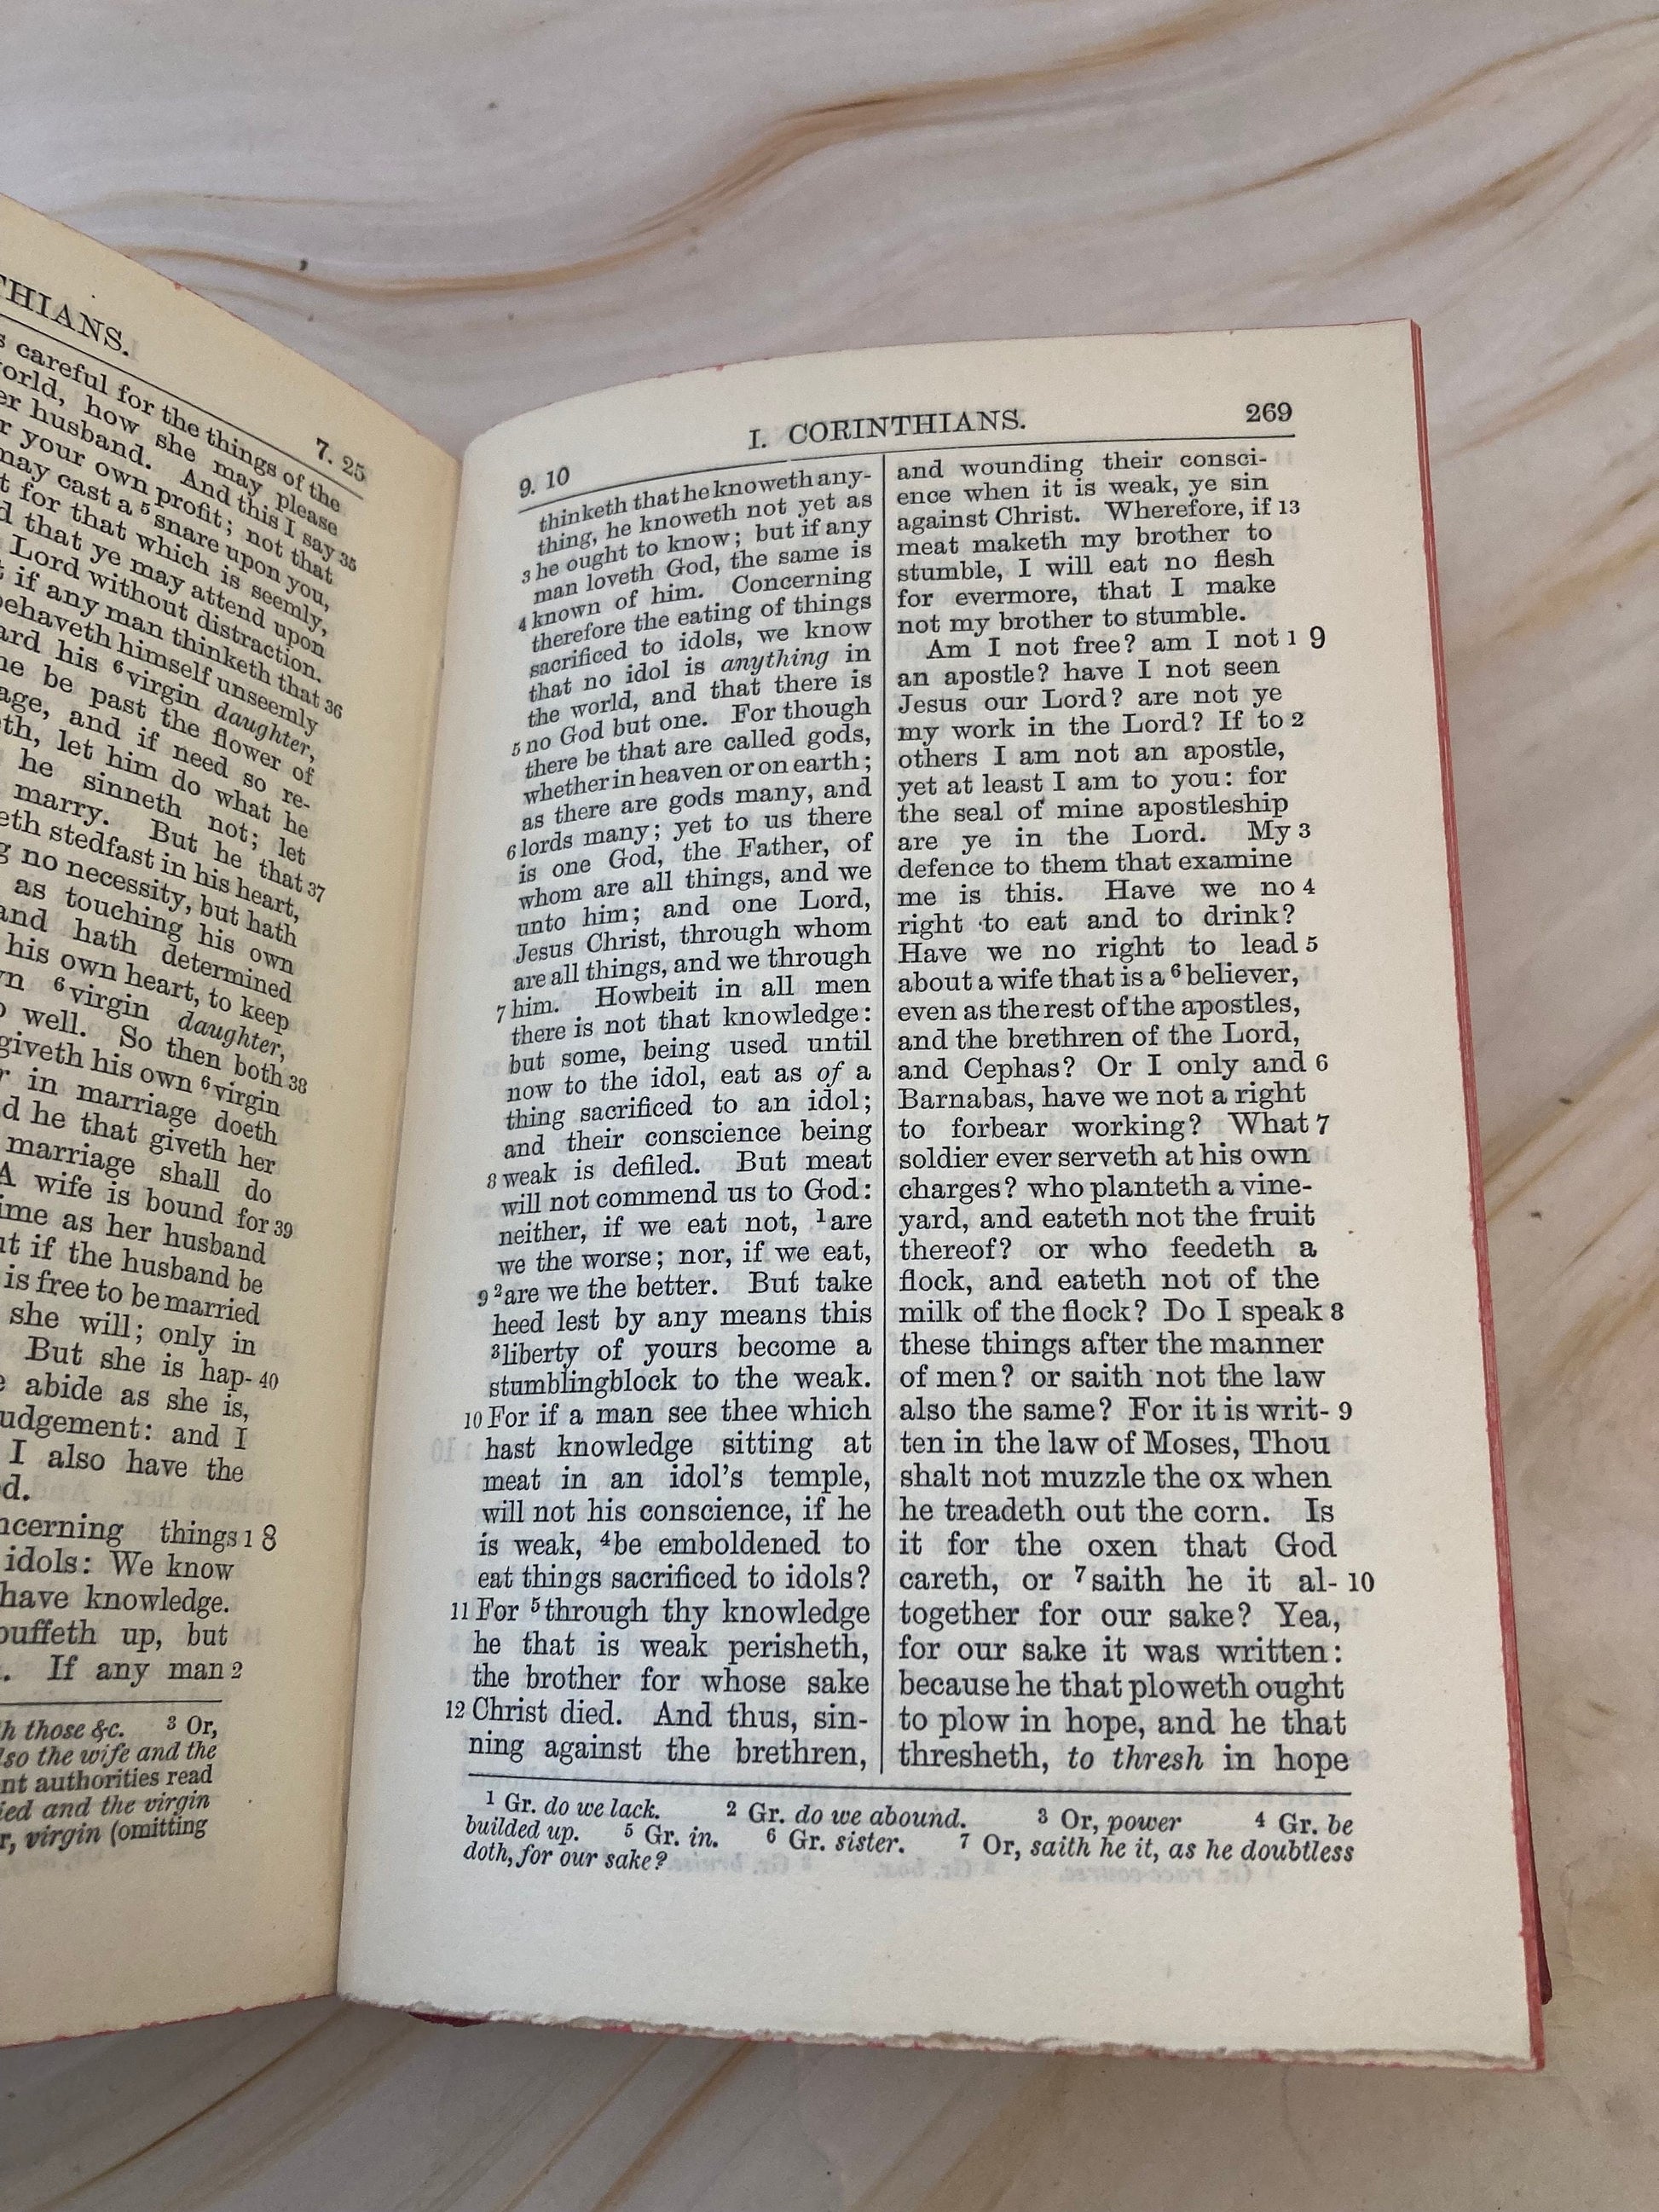 THIANS.
7. 25
careful for the things of the
world, how she may please
her husband. And this I say 35
your own profit; not that
may cast a 5 snare upon you,
for that which is seemly,
that ye may attend upon
Lord without distraction.
if any man thinketh that 36
behaveth himself unseemly
his 6 virgin daughter,
be past the flower of
age, and if need so re-
let him do what he
he sinneth not; let
marry. But he that 37
stedfast in his heart,
no necessity, but hath
as touching his own
and hath determined
his own heart, to keep
6 virgin daughter,
well. So then both 38
giveth his own 6 virgin
in marriage doeth
he that giveth her
marriage shall do
A wife is bound for 39
time as her husband
if the husband be
is free to be married
she will; only in
But she is hap- 40
abide as she is,
judgement: and I
I also have the
things 1 8
idols: We know
have knowledge.
puffeth up, but
If any man 2
those &c. 3 Or,
also the wife and the
authorities read
and the virgin
virgin (omitting
9. 10
I. CORINTHIANS.
269
thinketh that he knoweth any-
thing, he knoweth not yet as
3 he ought to know; but if any
man loveth God, the same is
4 known of him. Concerning
therefore the eating of things
sacrificed to idols, we know
that no idol is anything in
the world, and that there is
5 no God but one. For though
there be that are called gods,
whether in heaven or on earth;
as there are gods many, and
6 lords many; yet to us there
is one God, the Father, of
whom are all things, and we
unto him; and one Lord,
Jesus Christ, through whom
are all things, and we through
7 him. Howbeit in all men
there is not that knowledge:
but some, being used until
now to the idol, eat as of a
thing sacrificed to an idol;
and their conscience being
8 weak is defiled. But meat
will not commend us to God:
neither, if we eat not, 1 are
we the worse; nor, if we eat,
9 2 are we the better. But take
heed lest by any means this
3 liberty of yours become a
stumblingblock to the weak.
10 For if a man see thee which
hast knowledge sitting at
meat in an idol's temple,
will not his conscience, if he
is weak, 4 be emboldened to
eat things sacrificed to idols?
11 For 5 through thy knowledge
he that is weak perisheth,
the brother for whose sake
12 Christ died. And thus, sin-
ning against the brethren,
and wounding their consci-
ence when it is weak, ye sin
against Christ. Wherefore, if 13
meat maketh my brother to
stumble, I will eat no flesh
for evermore, that I make
not my brother to stumble.
Am I not free? am I not 1 9
an apostle? have I not seen
Jesus our Lord? are not ye
my work in the Lord? If to 2
others I am not an apostle,
yet at least I am to you: for
the seal of mine apostleship
are ye in the Lord. My 3
defence to them that examine
me is this. Have we no 4
right to eat and to drink?
Have we no right to lead 5
about a wife that is a 6 believer,
even as the rest of the apostles,
and the brethren of the Lord,
and Cephas? Or I only and 6
Barnabas, have we not a right
to forbear working? What 7
soldier ever serveth at his own
charges? who planteth a vine-
yard, and eateth not the fruit
thereof? or who feedeth a
flock, and eateth not of the
milk of the flock? Do I speak 8
these things after the manner
of men? or saith not the law
also the same? For it is writ- 9
ten in the law of Moses, Thou
shalt not muzzle the ox when
he treadeth out the corn. Is
it for the oxen that God
careth, or 7 saith he it al- 10
together for our sake? Yea,
for our sake it was written:
because he that ploweth ought
to plow in hope, and he that
thresheth, to thresh in hope
1 Gr. do we lack. 2 Gr. do we abound. 3 Or, power 4 Gr. be
builded up. 5 Gr. in. 6 Gr. sister. 7 Or, saith he it, as he doubtless
doth, for our sake?